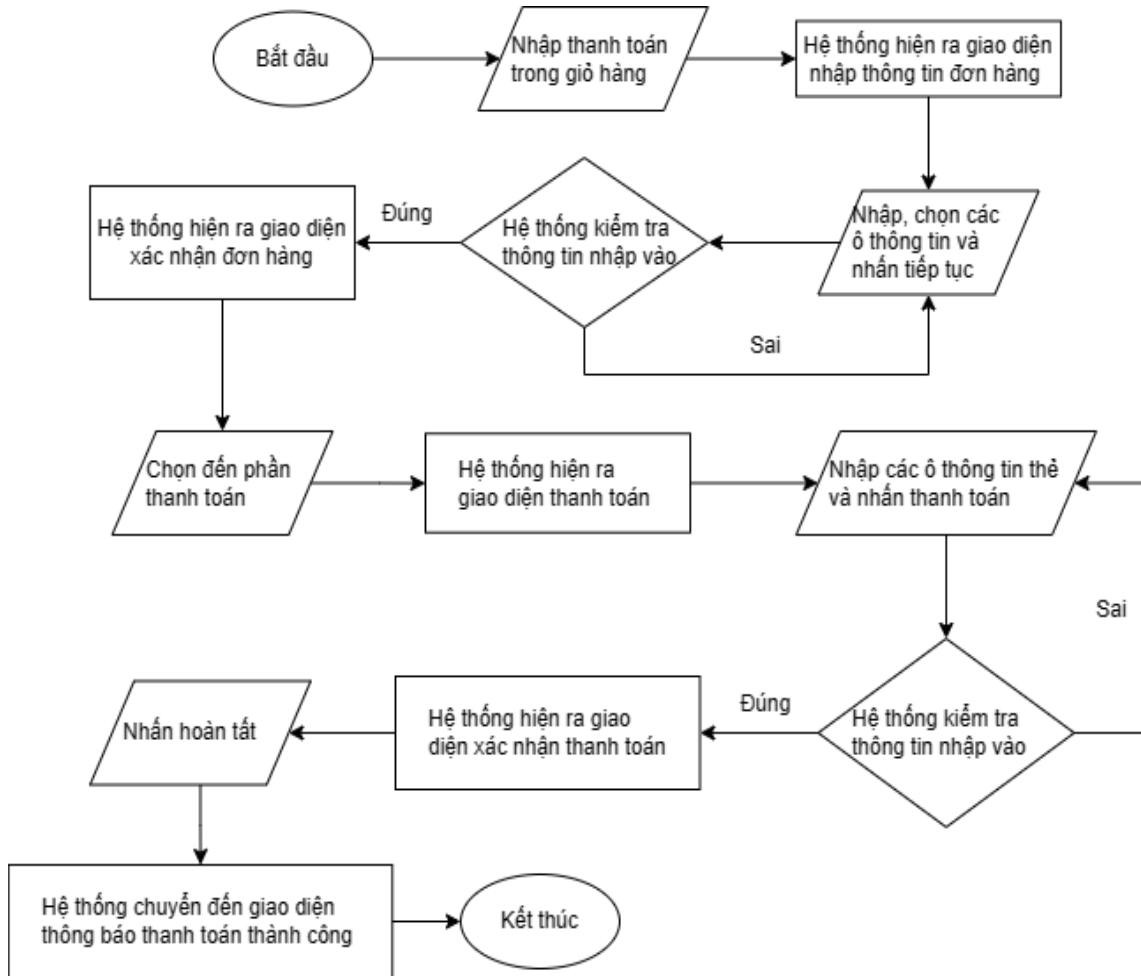 Bắt đầu
Nhập thanh toán
trong giỏ hàng
Hệ thống hiện ra giao diện
nhập thông tin đơn hàng
Nhập, chọn các
ô thông tin và
nhấn tiếp tục
Hệ thống kiểm tra
thông tin nhập vào
Đúng
Sai
Hệ thống hiện ra giao diện
xác nhận đơn hàng
Chọn đến phần
thanh toán
Hệ thống hiện ra
giao diện thanh toán
Nhập các ô thông tin thẻ
và nhấn thanh toán
Sai
Hệ thống kiểm tra
thông tin nhập vào
Đúng
Hệ thống hiện ra giao
diện xác nhận thanh toán
Nhấn hoàn tất
Hệ thống chuyển đến giao diện
thông báo thanh toán thành công
Kết thúc